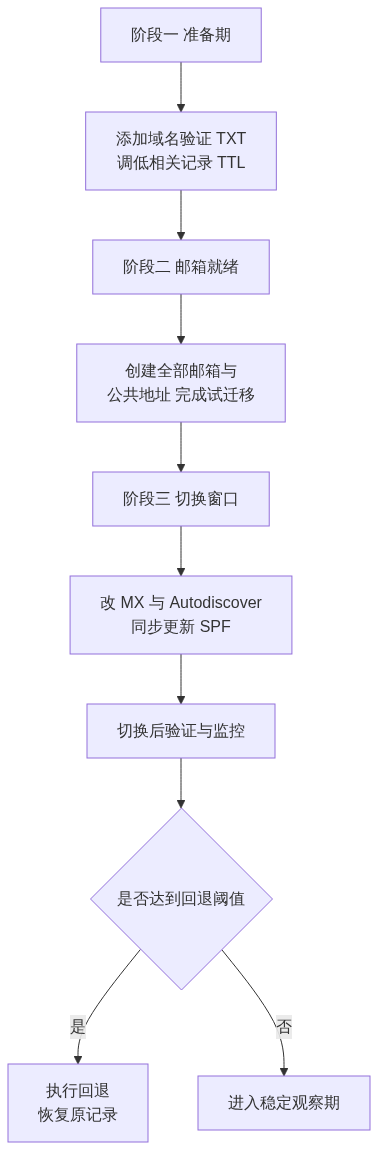 阶段一 准备期
添加域名验证 TXT
调低相关记录 TTL
阶段二 邮箱就绪
创建全部邮箱与
公共地址 完成试迁移
阶段三 切换窗口
改 MX 与 Autodiscover
同步更新 SPF
切换后验证与监控
是否达到回退阈值
是
否
执行回退
恢复原记录
进入稳定观察期